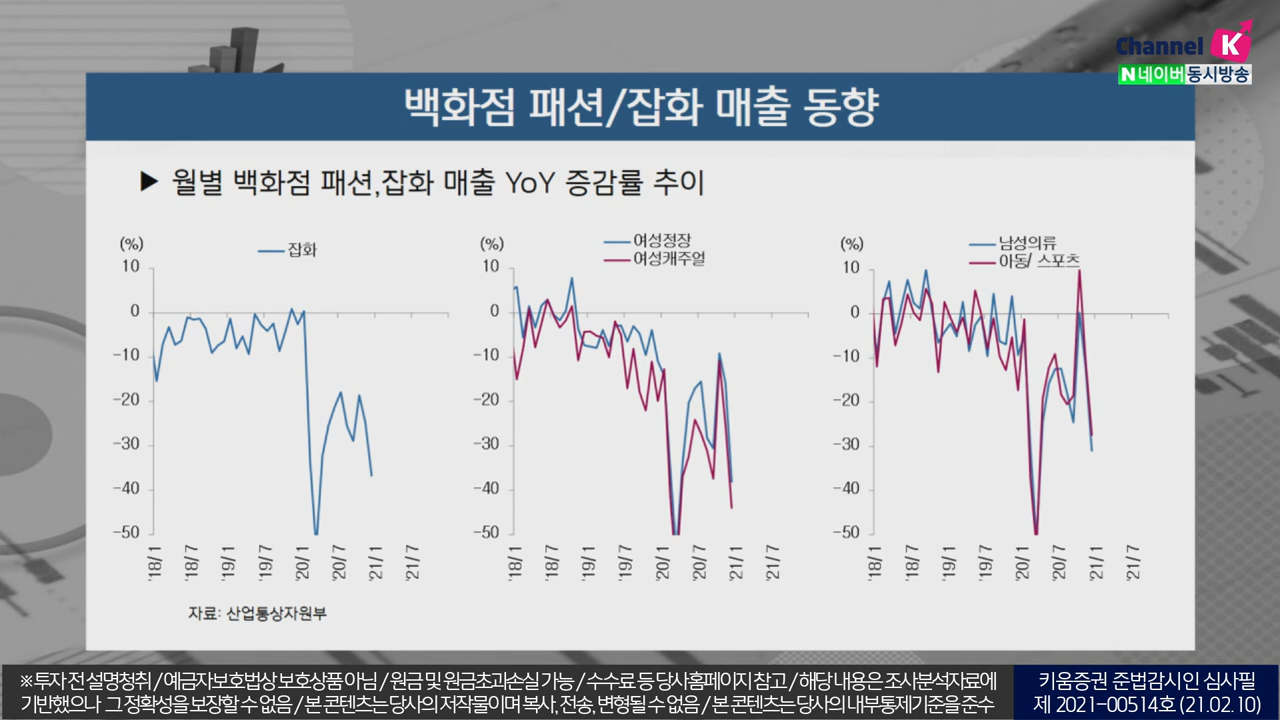 Channel K
N 네이버 동시방송
백화점 패션/잡화 매출 동향
▶ 월별 백화점 패션,잡화 매출 YoY 증감률 추이
(%)
잡화
10
0
-10
-20
-30
-40
-50
'18/1 '18/7 '19/1 '19/7 '20/1 '20/7 '21/1 '21/7
(%)
여성정장
여성캐주얼
10
0
-10
-20
-30
-40
-50
'18/1 '18/7 '19/1 '19/7 '20/1 '20/7 '21/1 '21/7
(%)
남성의류
아동/ 스포츠
10
0
-10
-20
-30
-40
-50
'18/1 '18/7 '19/1 '19/7 '20/1 '20/7 '21/1 '21/7
자료: 산업통상자원부
※ 투자 전 설명청취 / 예금자보호법상 보호상품 아님 / 원금 및 원금초과손실 가능 / 수수료 등 당사홈페이지 참고 / 해당 내용은 조사분석자료에
기반했으나 그 정확성을 보장할 수 없음 / 본 콘텐츠는 당사의 저작물이며 복사, 전송, 변형될 수 없음 / 본 콘텐츠는 당사의 내부통제기준을 준수
키움증권 준법감시인 심사필
제 2021-00514호 (21.02.10)